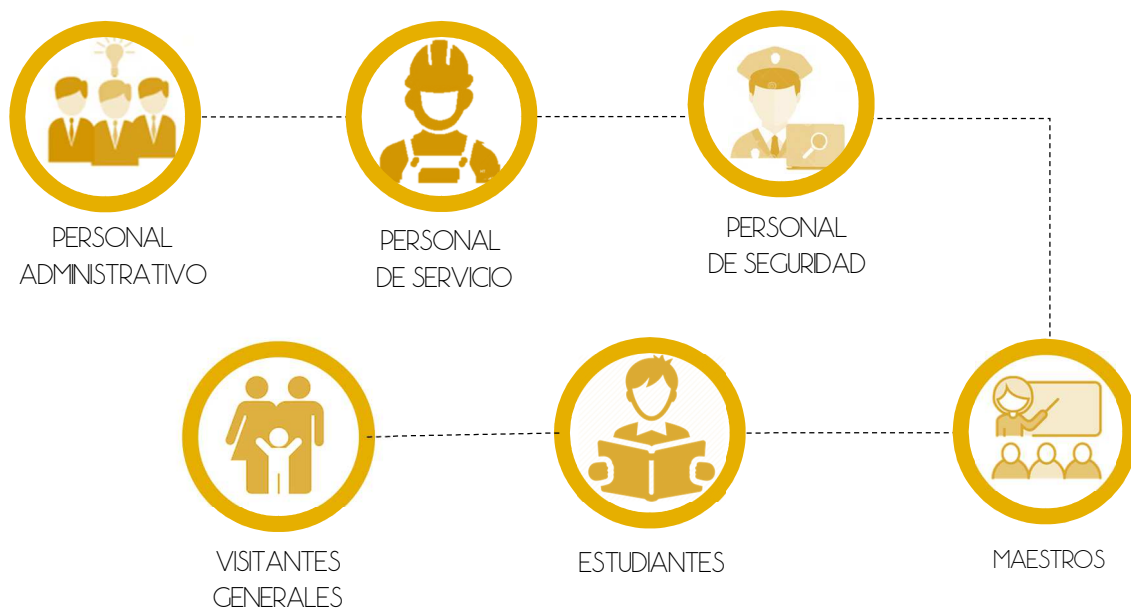 PERSONAL
ADMINISTRATIVO
PERSONAL
DE SERVICIO
PERSONAL
DE SEGURIDAD
VISITANTES
GENERALES
ESTUDIANTES
MAESTROS